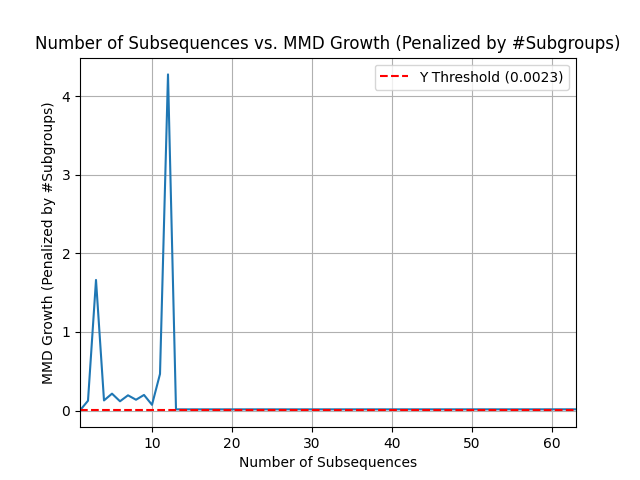 Number of Subsequences vs. MMD Growth (Penalized by #Subgroups)
Y Threshold (0.0023)
MMD Growth (Penalized by #Subgroups)
4
3
2
1
0
10 20 30 40 50 60
Number of Subsequences